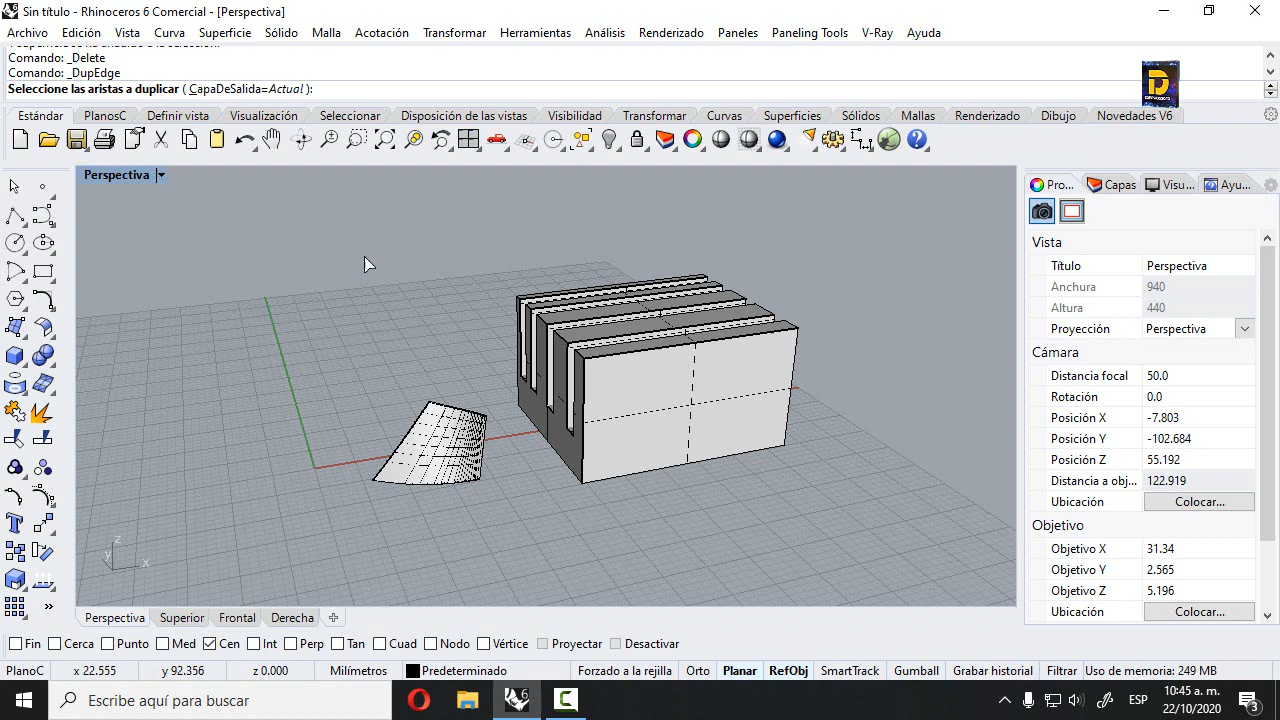 Sin título - Rhinoceros 6 Comercial - [Perspectiva]
Archivo Edición Vista Curva Superficie Sólido Malla Acotación Transformar Herramientas Análisis Renderizado Paneles Paneling Tools V-Ray Ayuda
Comando: _Delete
Comando: _DupEdge
Seleccione las aristas a duplicar ( CapaDeSalida=Actual ):
Estándar PlanosC Definir vista Visualización Seleccionar Disposición de las vistas Visibilidad Transformar Curvas Superficies Sólidos Mallas Renderizado Dibujo Novedades V6
Perspectiva
Pro... Capas Visu... Ayu...
Vista
Título Perspectiva
Anchura 940
Altura 440
Proyección Perspectiva
Cámara
Distancia focal 50.0
Rotación 0.0
Posición X -7.803
Posición Y -102.684
Posición Z 55.192
Distancia a obj... 122.919
Ubicación Colocar...
Objetivo
Objetivo X 31.34
Objetivo Y 2.565
Objetivo Z 5.196
Ubicación Colocar...
z
y
x
Perspectiva Superior Frontal Derecha
Fin Cerca Punto Med Cen Int Perp Tan Cuad Nodo Vértice Proyectar Desactivar
PlanoC x 22.555 y 92.356 z 0.000 Milímetros Predeterminado Forzado a la rejilla Orto Planar RefObj SmartTrack Gumball Grabar historial Filtrar Uso de memoria: 249 MB
Escribe aquí para buscar
ESP
10:45 a. m.
22/10/2020
3